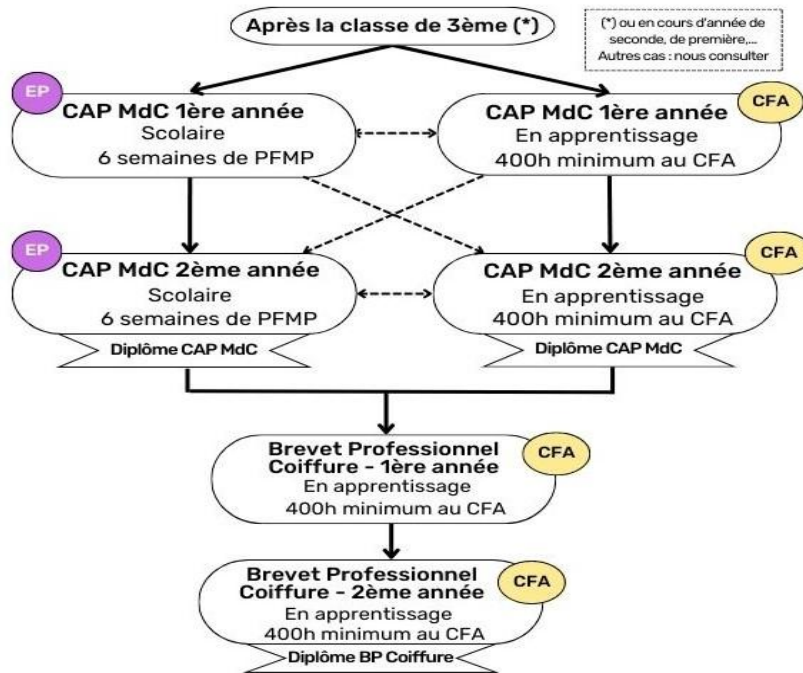 Après la classe de 3ème (*)
(*) ou en cours d'année de
seconde, de première,...
Autres cas : nous consulter
EP
CAP MdC 1ère année
Scolaire
6 semaines de PFMP
CFA
CAP MdC 1ère année
En apprentissage
400h minimum au CFA
EP
CAP MdC 2ème année
Scolaire
6 semaines de PFMP
Diplôme CAP MdC
CFA
CAP MdC 2ème année
En apprentissage
400h minimum au CFA
Diplôme CAP MdC
Brevet Professionnel
Coiffure - 1ère année
CFA
En apprentissage
400h minimum au CFA
Brevet Professionnel
Coiffure - 2ème année
CFA
En apprentissage
400h minimum au CFA
Diplôme BP Coiffure